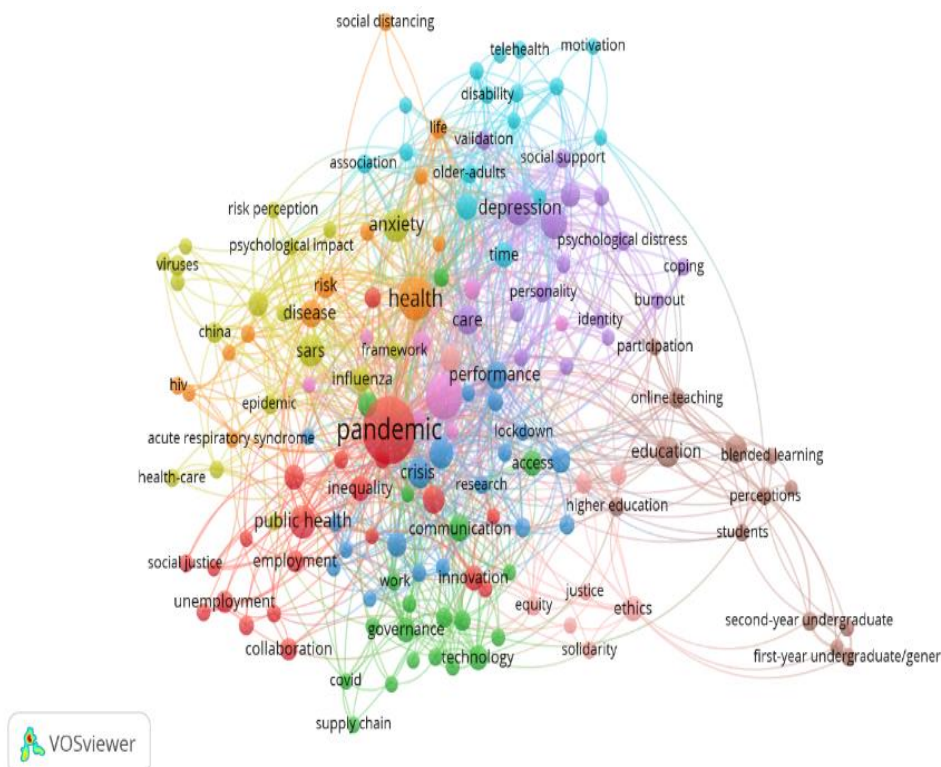 social distancing
telehealth
motivation
disability
life
validation
association
older-adults
social support
risk perception
anxiety
depression
psychological impact
psychological distress
viruses
time
coping
risk
health
personality
burnout
disease
china
care
identity
sars
framework
participation
hiv
influenza
performance
epidemic
online teaching
acute respiratory syndrome
pandemic
lockdown
education
blended learning
health-care
crisis
access
inequality
research
perceptions
public health
communication
higher education
students
social justice
employment
work
innovation
justice
unemployment
equity
ethics
governance
second-year undergraduate
collaboration
technology
solidarity
first-year undergraduate/gener
covid
supply chain
VOSviewer